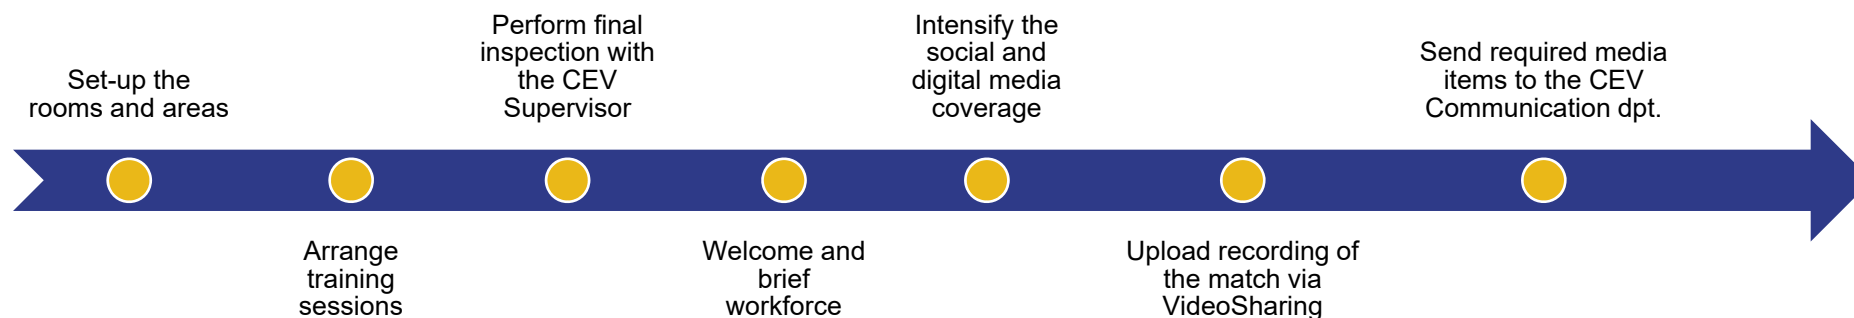 Set-up the
rooms and areas
Arrange
training
sessions
Perform final
inspection with
the CEV
Supervisor
Welcome and
brief
workforce
Intensify the
social and
digital media
coverage
Upload recording of
the match via
VideoSharing
Send required media
items to the CEV
Communication dpt.